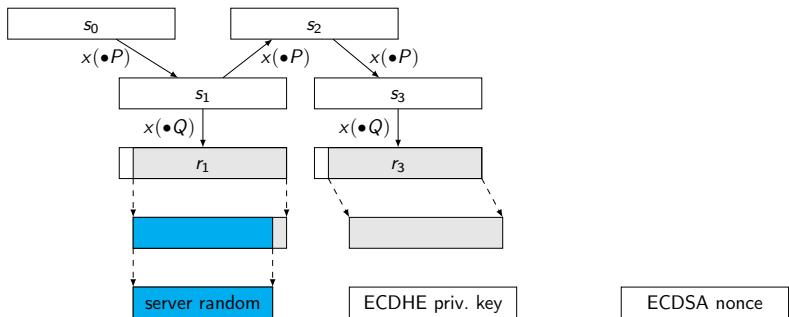 s0 s2
x(•P) x(•P) x(•P)
s1 s3
x(•Q) x(•Q)
r1 r3
server random ECDHE priv. key ECDSA nonce